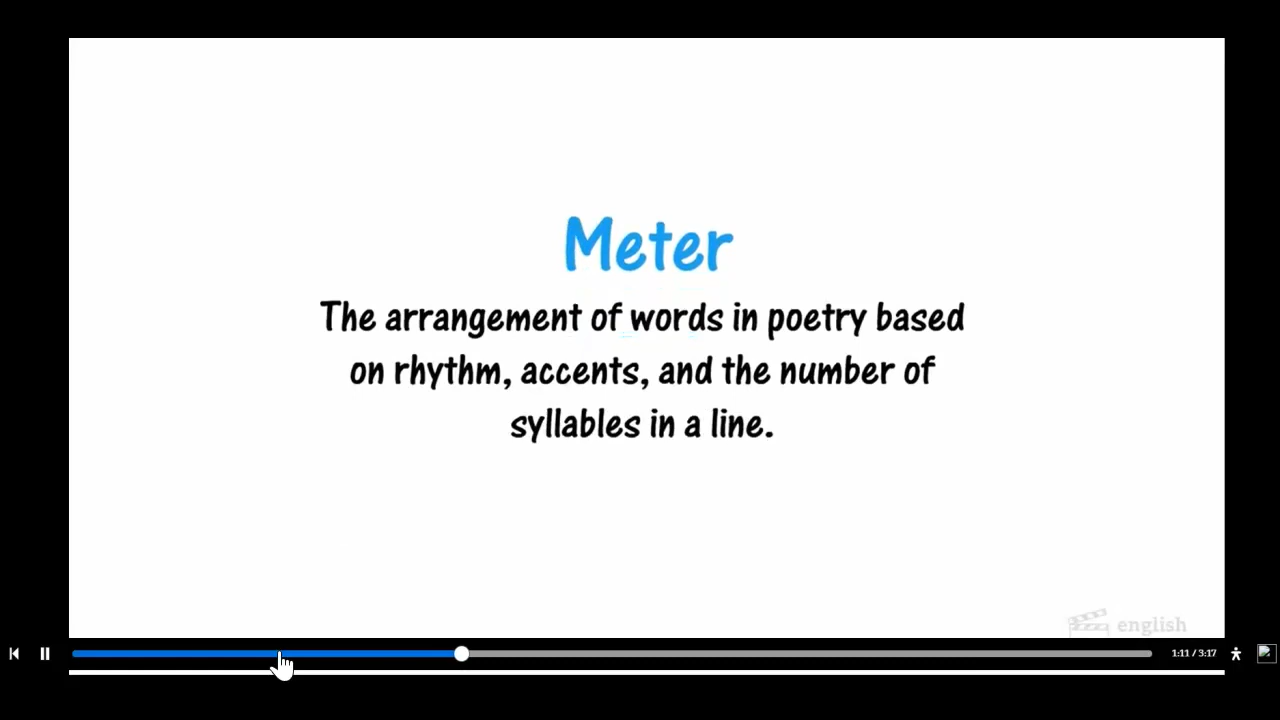 Meter
The arrangement of words in poetry based
on rhythm, accents, and the number of
syllables in a line.
english
1:11 / 3:17